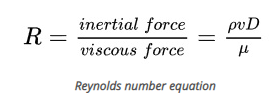 R = inertial force / viscous force = ρvD / μ
Reynolds number equation